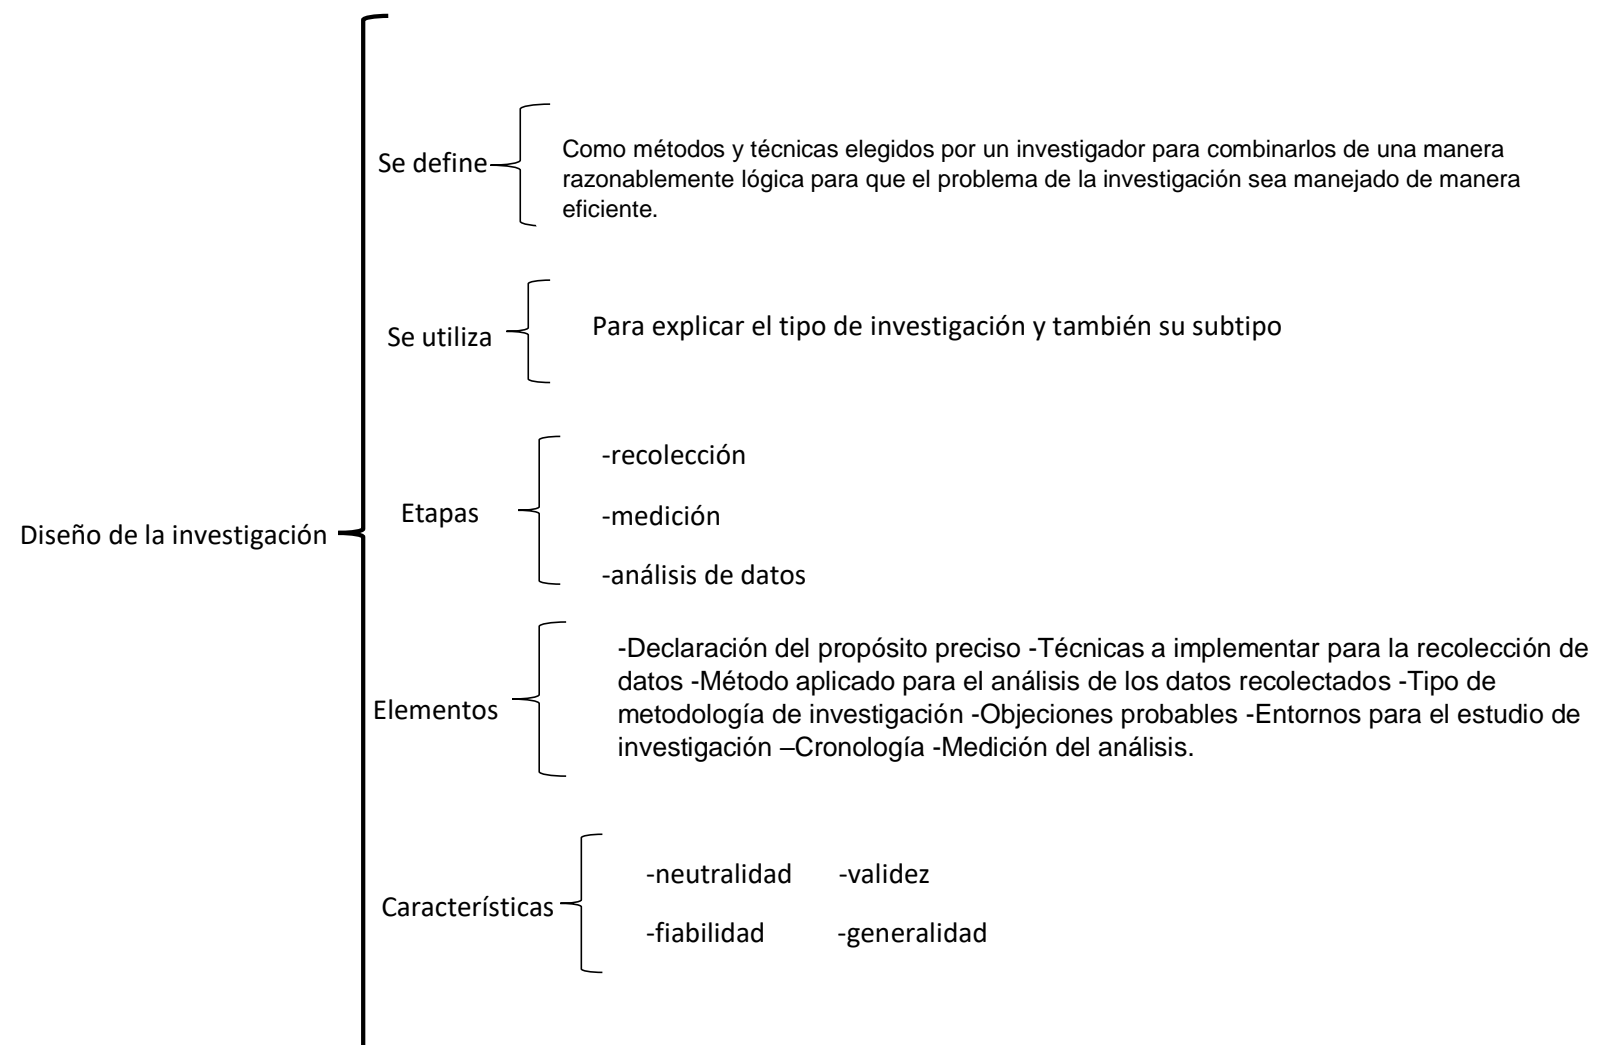 Diseño de la investigación
Se define
Como métodos y técnicas elegidos por un investigador para combinarlos de una manera
razonablemente lógica para que el problema de la investigación sea manejado de manera
eficiente.
Se utiliza
Para explicar el tipo de investigación y también su subtipo
Etapas
-recolección
-medición
-análisis de datos
Elementos
-Declaración del propósito preciso -Técnicas a implementar para la recolección de
datos -Método aplicado para el análisis de los datos recolectados -Tipo de
metodología de investigación -Objeciones probables -Entornos para el estudio de
investigación –Cronología -Medición del análisis.
Características
-neutralidad -validez
-fiabilidad -generalidad